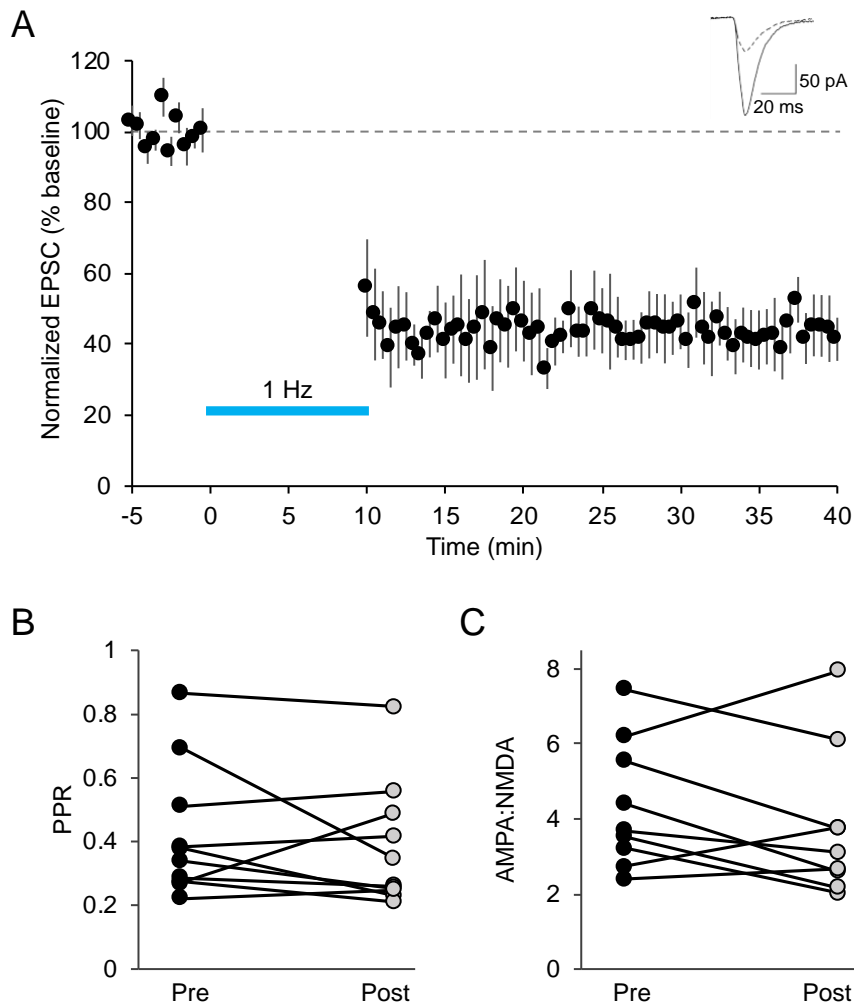 A
50 pA
20 ms
Normalized EPSC (% baseline)
120
100
80
60
40
20
0
1 Hz
-5 0 5 10 15 20 25 30 35 40
Time (min)
B
PPR
1
0.8
0.6
0.4
0.2
0
Pre Post
C
AMPA:NMDA
8
6
4
2
0
Pre Post